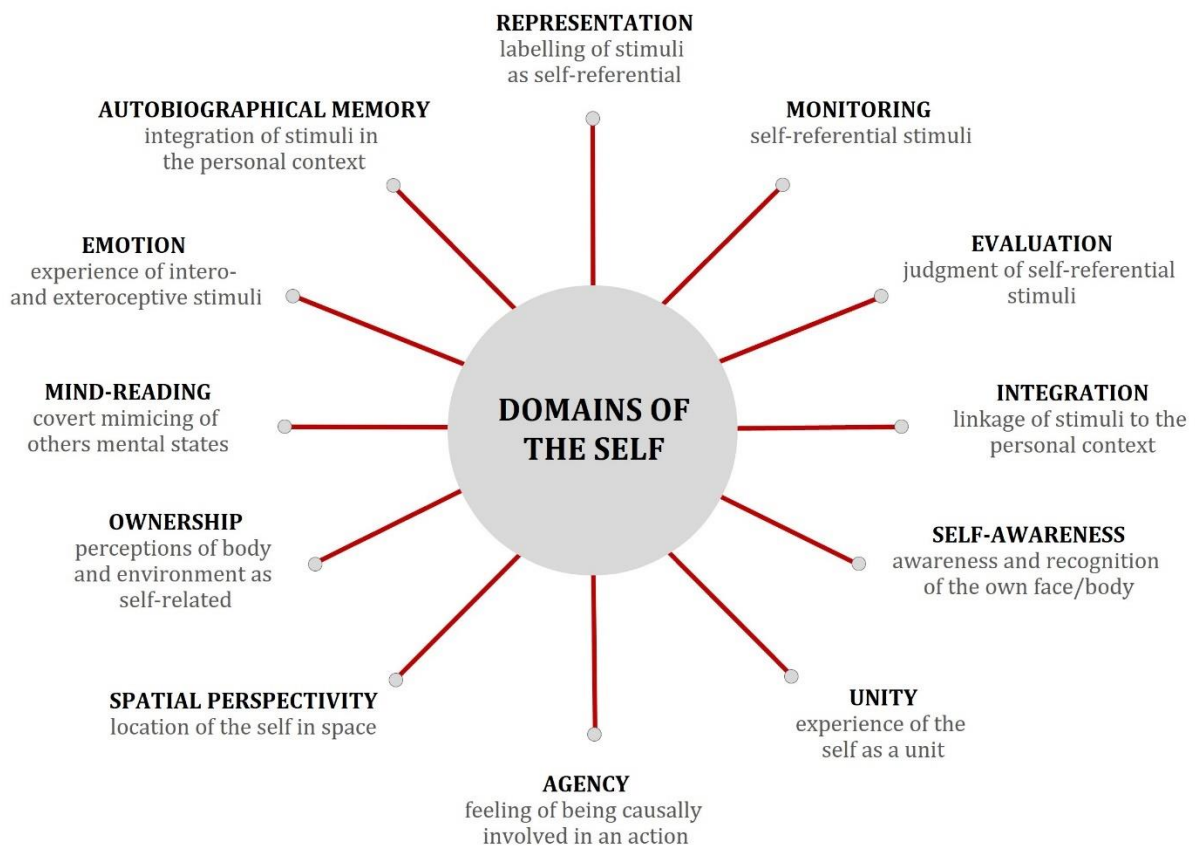 REPRESENTATION
labelling of stimuli
as self-referential
MONITORING
self-referential stimuli
EVALUATION
judgment of self-referential
stimuli
INTEGRATION
linkage of stimuli to the
personal context
SELF-AWARENESS
awareness and recognition
of the own face/body
UNITY
experience of the
self as a unit
AGENCY
feeling of being causally
involved in an action
SPATIAL PERSPECTIVITY
location of the self in space
OWNERSHIP
perceptions of body
and environment as
self-related
MIND-READING
covert mimicing of
others mental states
EMOTION
experience of intero-
and exteroceptive stimuli
AUTOBIOGRAPHICAL MEMORY
integration of stimuli in
the personal context
DOMAINS OF
THE SELF